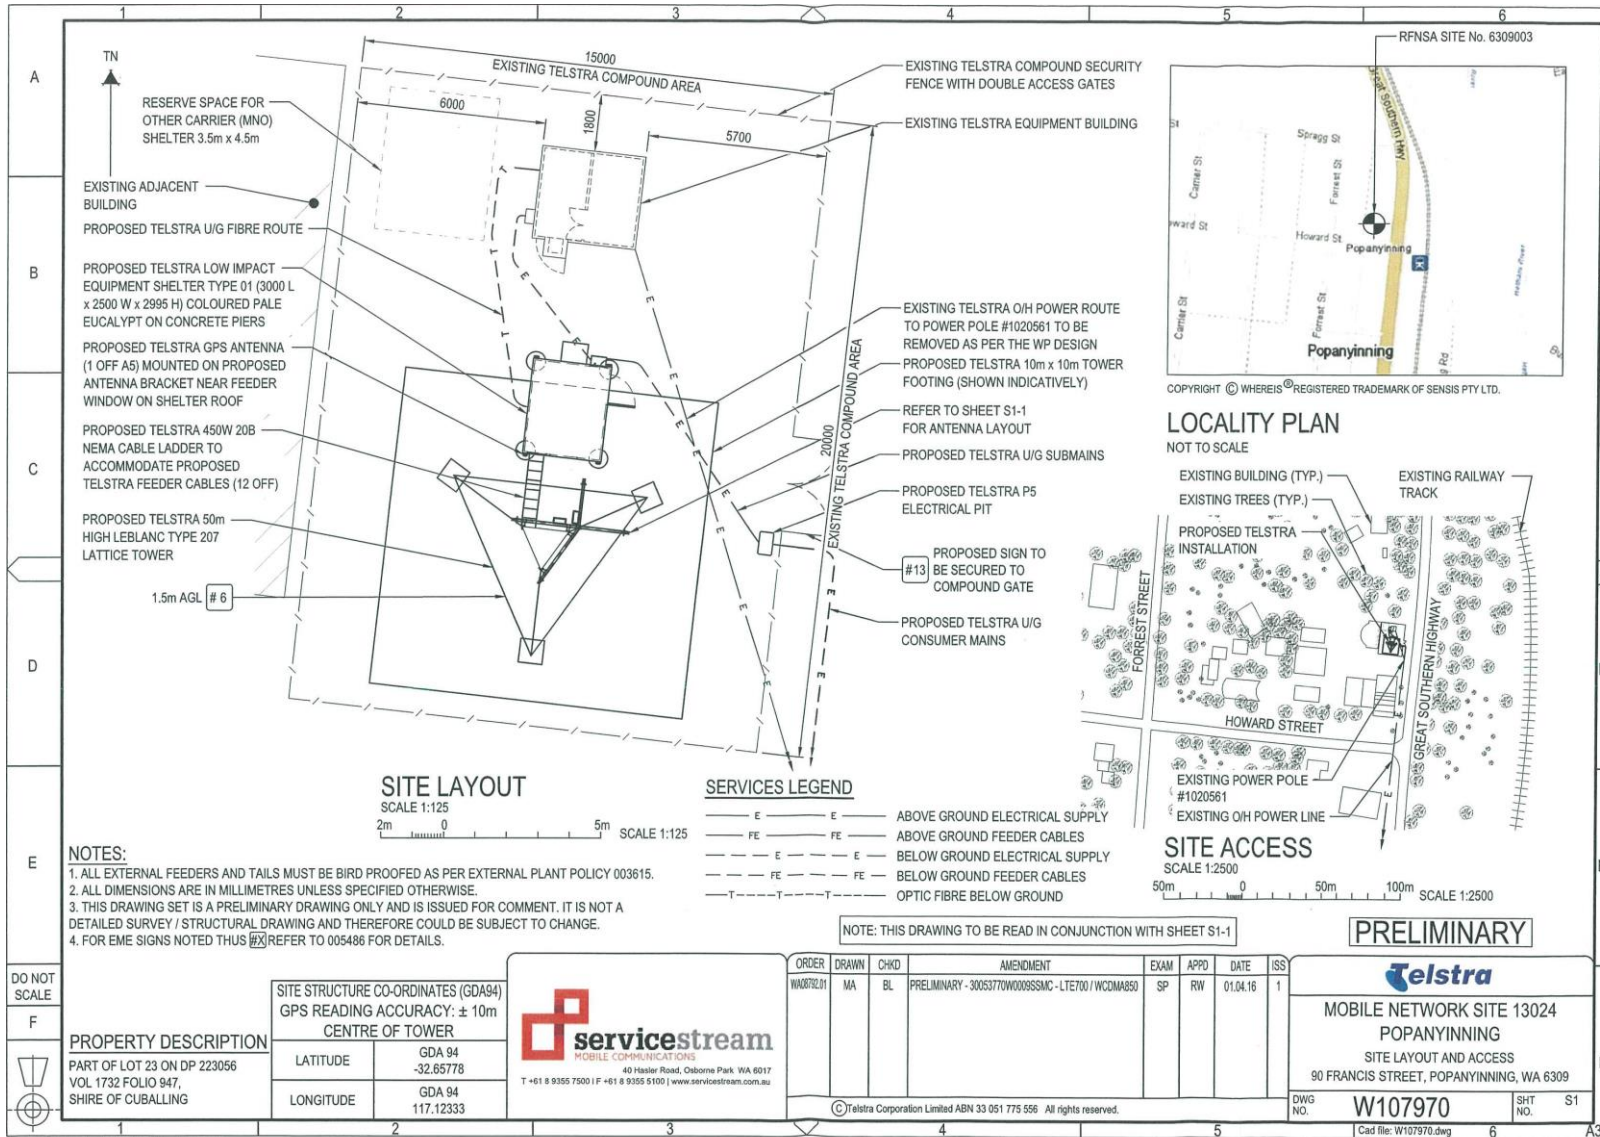 1
2
3
4
5
6
A
B
C
D
E
F
DO NOT
SCALE
TN
15000
EXISTING TELSTRA COMPOUND AREA
6000
1800
5700
20000
EXISTING TELSTRA COMPOUND AREA
RESERVE SPACE FOR
OTHER CARRIER (MNO)
SHELTER 3.5m x 4.5m
EXISTING ADJACENT
BUILDING
PROPOSED TELSTRA U/G FIBRE ROUTE
PROPOSED TELSTRA LOW IMPACT
EQUIPMENT SHELTER TYPE 01 (3000 L
x 2500 W x 2995 H) COLOURED PALE
EUCALYPT ON CONCRETE PIERS
PROPOSED TELSTRA GPS ANTENNA
(1 OFF A5) MOUNTED ON PROPOSED
ANTENNA BRACKET NEAR FEEDER
WINDOW ON SHELTER ROOF
PROPOSED TELSTRA 450W 20B
NEMA CABLE LADDER TO
ACCOMMODATE PROPOSED
TELSTRA FEEDER CABLES (12 OFF)
PROPOSED TELSTRA 50m
HIGH LEBLANC TYPE 207
LATTICE TOWER
1.5m AGL # 6
EXISTING TELSTRA COMPOUND SECURITY
FENCE WITH DOUBLE ACCESS GATES
EXISTING TELSTRA EQUIPMENT BUILDING
EXISTING TELSTRA O/H POWER ROUTE
TO POWER POLE #1020561 TO BE
REMOVED AS PER THE WP DESIGN
PROPOSED TELSTRA 10m x 10m TOWER
FOOTING (SHOWN INDICATIVELY)
REFER TO SHEET S1-1
FOR ANTENNA LAYOUT
PROPOSED TELSTRA U/G SUBMAINS
PROPOSED TELSTRA P5
ELECTRICAL PIT
#13 PROPOSED SIGN TO
BE SECURED TO
COMPOUND GATE
PROPOSED TELSTRA U/G
CONSUMER MAINS
RFNSA SITE No. 6309003
Great Southern Hwy
Spragg St
Carrier St
Forrest St
Howard St
Popanyinning
Carrier St
Forrest St
Popanyinning
COPYRIGHT © WHEREIS ® REGISTERED TRADEMARK OF SENSIS PTY LTD.
LOCALITY PLAN
NOT TO SCALE
EXISTING BUILDING (TYP.)
EXISTING TREES (TYP.)
PROPOSED TELSTRA
INSTALLATION
EXISTING RAILWAY
TRACK
FORREST STREET
HOWARD STREET
GREAT SOUTHERN HIGHWAY
EXISTING POWER POLE
#1020561
EXISTING O/H POWER LINE
SITE ACCESS
SCALE 1:2500
50m 0 50m 100m SCALE 1:2500
SITE LAYOUT
SCALE 1:125
2m 0 5m SCALE 1:125
SERVICES LEGEND
E E ABOVE GROUND ELECTRICAL SUPPLY
FE FE ABOVE GROUND FEEDER CABLES
E E BELOW GROUND ELECTRICAL SUPPLY
FE FE BELOW GROUND FEEDER CABLES
T T T OPTIC FIBRE BELOW GROUND
NOTES:
1. ALL EXTERNAL FEEDERS AND TAILS MUST BE BIRD PROOFED AS PER EXTERNAL PLANT POLICY 003615.
2. ALL DIMENSIONS ARE IN MILLIMETRES UNLESS SPECIFIED OTHERWISE.
3. THIS DRAWING SET IS A PRELIMINARY DRAWING ONLY AND IS ISSUED FOR COMMENT. IT IS NOT A
DETAILED SURVEY / STRUCTURAL DRAWING AND THEREFORE COULD BE SUBJECT TO CHANGE.
4. FOR EME SIGNS NOTED THUS #X REFER TO 005486 FOR DETAILS.
NOTE: THIS DRAWING TO BE READ IN CONJUNCTION WITH SHEET S1-1
PRELIMINARY
PROPERTY DESCRIPTION
PART OF LOT 23 ON DP 223056
VOL 1732 FOLIO 947,
SHIRE OF CUBALLING
SITE STRUCTURE CO-ORDINATES (GDA94)
GPS READING ACCURACY: ± 10m
CENTRE OF TOWER
LATITUDE GDA 94
-32.65778
LONGITUDE GDA 94
117.12333
servicestream
MOBILE COMMUNICATIONS
40 Hasler Road, Osborne Park WA 6017
T +61 8 9355 7500 I F +61 8 9355 5100 | www.servicestream.com.au
ORDER DRAWN CHKD AMENDMENT EXAM APPD DATE ISS
WA08792.01 MA BL PRELIMINARY - 30053770W0009SSMC - LTE700 / WCDMA850 SP RW 01.04.16 1
© Telstra Corporation Limited ABN 33 051 775 556 All rights reserved.
Telstra
MOBILE NETWORK SITE 13024
POPANYINNING
SITE LAYOUT AND ACCESS
90 FRANCIS STREET, POPANYINNING, WA 6309
DWG
NO. W107970 SHT
NO. S1
Cad file: W107970.dwg
A3